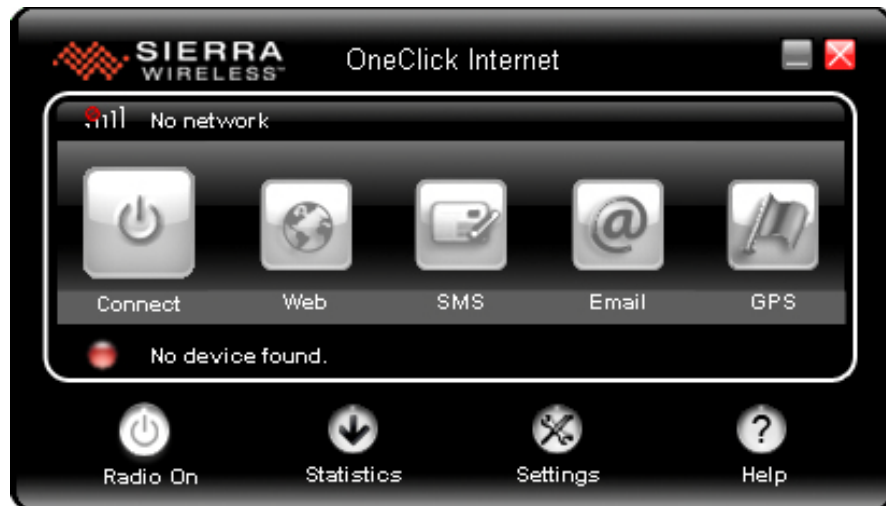 SIERRA
WIRELESS™
OneClick Internet
No network
Connect
Web
SMS
Email
GPS
No device found.
Radio On
Statistics
Settings
Help